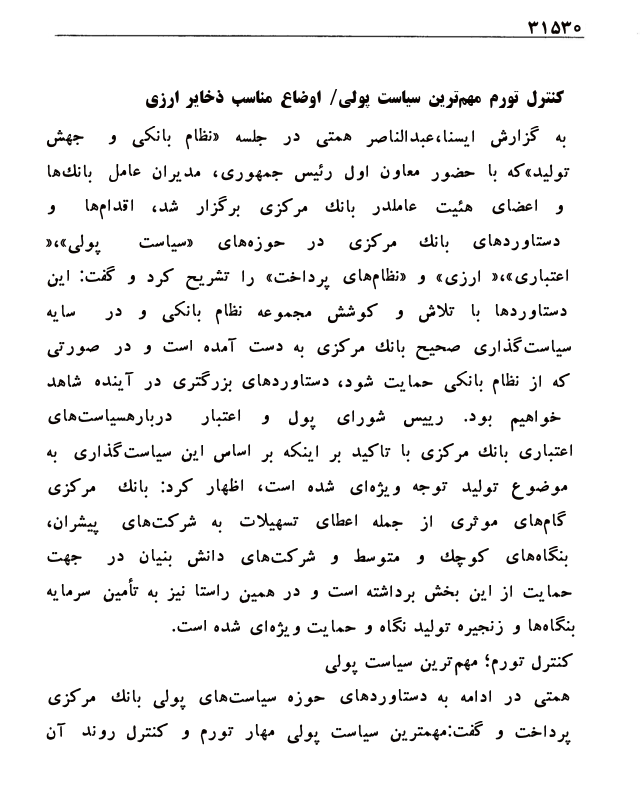 ۳۱۵۳۰
کنترل تورم مهم‌ترین سیاست پولی/ اوضاع مناسب ذخایر ارزی
به گزارش ایسنا،عبدالناصر همتی در جلسه «نظام بانکی و جهش
تولید»که با حضور معاون اول رئیس جمهوری، مدیران عامل بانک‌ها
و اعضای هئیت عاملدر بانک مرکزی برگزار شد، اقدام‌ها و
دستاوردهای بانک مرکزی در حوزه‌های «سیاست پولی»،«
اعتباری»،« ارزی» و «نظام‌های پرداخت» را تشریح کرد و گفت: این
دستاوردها با تلاش و کوشش مجموعه نظام بانکی و در سایه
سیاست‌گذاری صحیح بانک مرکزی به دست آمده است و در صورتی
که از نظام بانکی حمایت شود، دستاوردهای بزرگتری در آینده شاهد
خواهیم بود. رییس شورای پول و اعتبار دربارهسیاست‌های
اعتباری بانک مرکزی با تاکید بر اینکه بر اساس این سیاست‌گذاری به
موضوع تولید توجه ویژه‌ای شده است، اظهار کرد: بانک مرکزی
گام‌های موثری از جمله اعطای تسهیلات به شرکت‌های پیشران،
بنگاه‌های کوچک و متوسط و شرکت‌های دانش بنیان در جهت
حمایت از این بخش برداشته است و در همین راستا نیز به تأمین سرمایه
بنگاه‌ها و زنجیره تولید نگاه و حمایت ویژه‌ای شده است.
کنترل تورم؛ مهم‌ترین سیاست پولی
همتی در ادامه به دستاوردهای حوزه سیاست‌های پولی بانک مرکزی
پرداخت و گفت:مهمترین سیاست پولی مهار تورم و کنترل روند آن